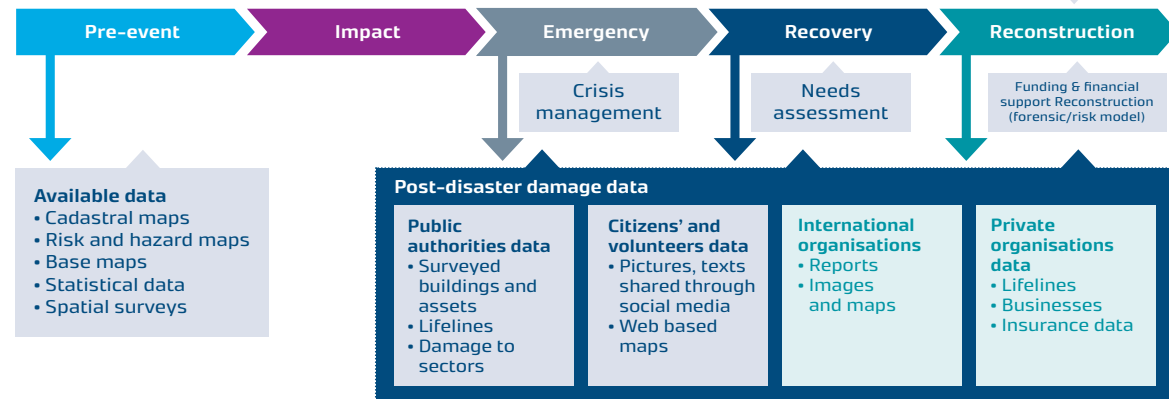 Pre-event
Impact
Emergency
Recovery
Reconstruction
Crisis
management
Needs
assessment
Funding & financial
support Reconstruction
(forensic/risk model)
Available data
• Cadastral maps
• Risk and hazard maps
• Base maps
• Statistical data
• Spatial surveys
Post-disaster damage data
Public
authorities data
• Surveyed
buildings and
assets
• Lifelines
• Damage to
sectors
Citizens’ and
volunteers data
• Pictures, texts
shared through
social media
• Web based
maps
International
organisations
• Reports
• Images
and maps
Private
organisations
data
• Lifelines
• Businesses
• Insurance data